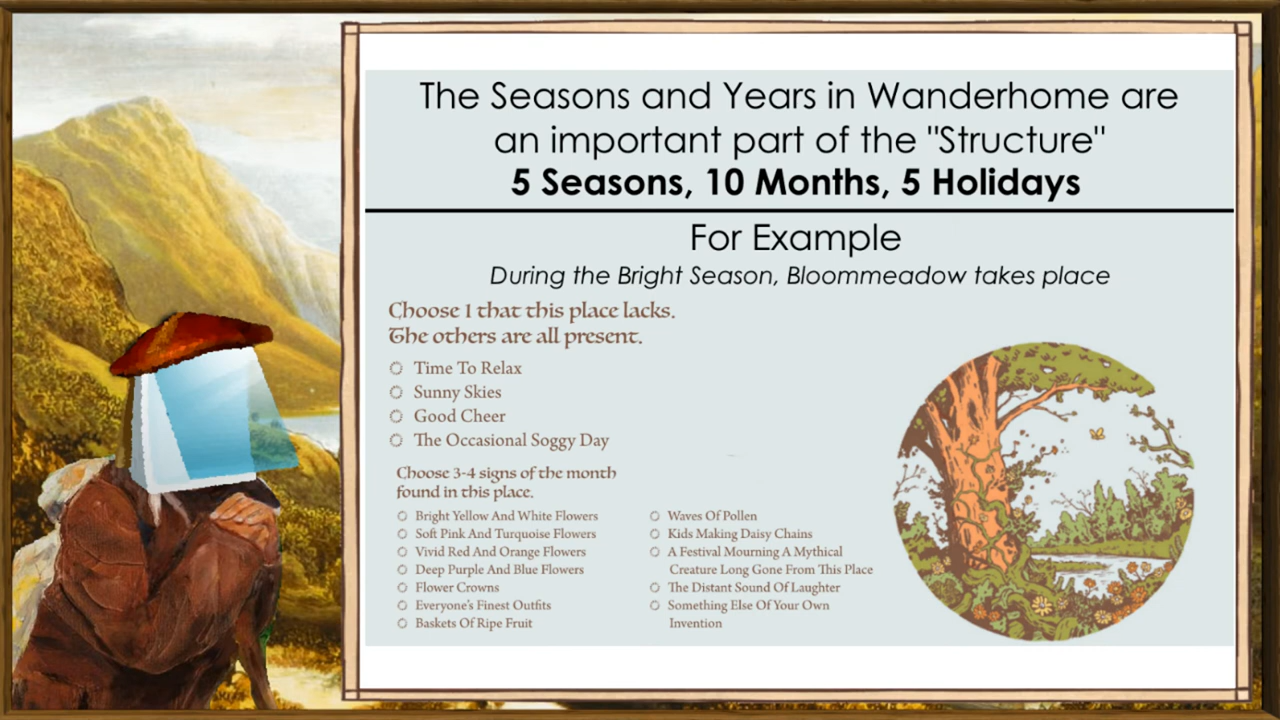 The Seasons and Years in Wanderhome are
an important part of the "Structure"
5 Seasons, 10 Months, 5 Holidays
For Example
During the Bright Season, Bloommeadow takes place
Choose 1 that this place lacks.
The others are all present.
Time To Relax
Sunny Skies
Good Cheer
The Occasional Soggy Day
Choose 3-4 signs of the month
found in this place.
Bright Yellow And White Flowers
Soft Pink And Turquoise Flowers
Vivid Red And Orange Flowers
Deep Purple And Blue Flowers
Flower Crowns
Everyone's Finest Outfits
Baskets Of Ripe Fruit
Waves Of Pollen
Kids Making Daisy Chains
A Festival Mourning A Mythical
Creature Long Gone From This Place
The Distant Sound Of Laughter
Something Else Of Your Own
Invention